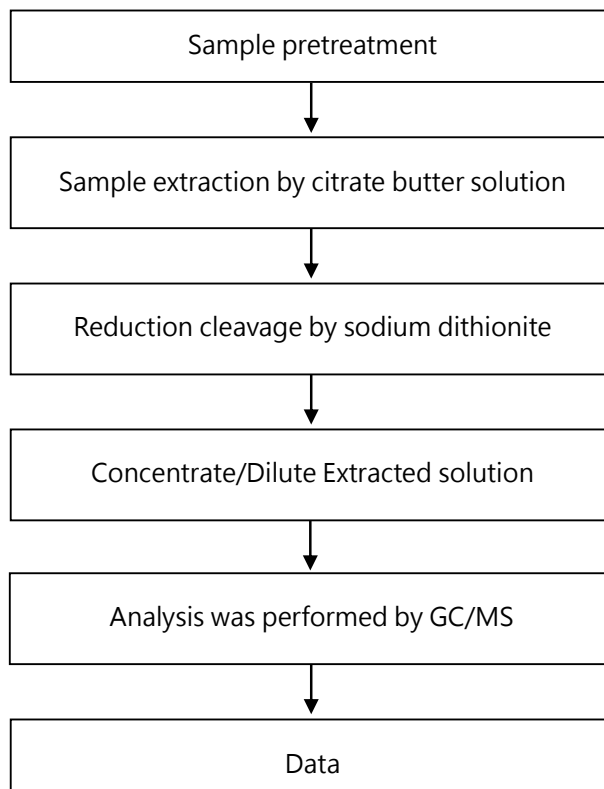 Sample pretreatment
Sample extraction by citrate butter solution
Reduction cleavage by sodium dithionite
Concentrate/Dilute Extracted solution
Analysis was performed by GC/MS
Data